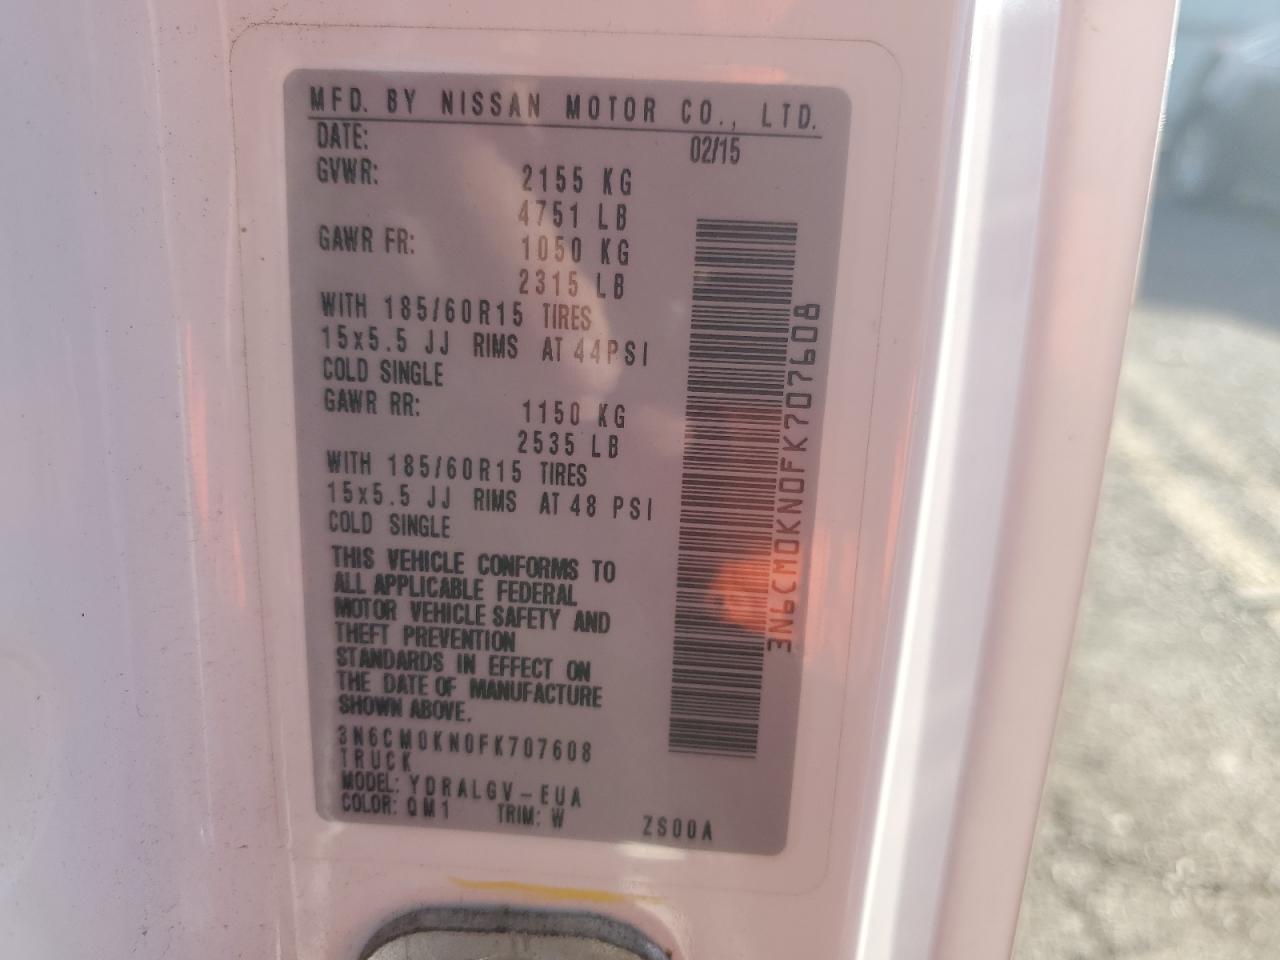 MFD. BY NISSAN MOTOR CO., LTD.
DATE: 02/15
GVWR: 2155 KG
4751 LB
GAWR FR: 1050 KG
2315 LB
WITH 185/60R15 TIRES
15x5.5 JJ RIMS AT 44PSI
COLD SINGLE
GAWR RR: 1150 KG
2535 LB
WITH 185/60R15 TIRES
15x5.5 JJ RIMS AT 48 PSI
COLD SINGLE
THIS VEHICLE CONFORMS TO
ALL APPLICABLE FEDERAL
MOTOR VEHICLE SAFETY AND
THEFT PREVENTION
STANDARDS IN EFFECT ON
THE DATE OF MANUFACTURE
SHOWN ABOVE.
3N6CM0KN0FK707608
TRUCK
MODEL: YDRALGV-EUA
COLOR: QM1 TRIM: W ZS00A
3N6CM0KN0FK707608